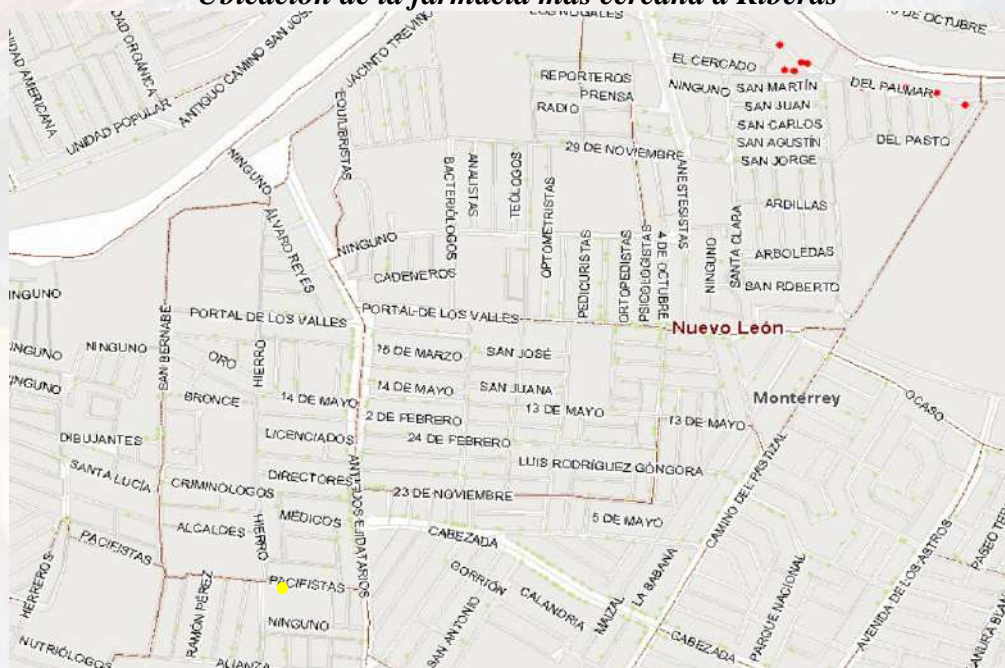 Ubicación de la farmacia más cercana a Riberas
LOS NOGALES
DE OCTUBRE
UNIDAD AMERICANA
UNIDAD ORGÁNICA
ANTIGUO CAMINO SAN JOSÉ
JACINTO TREVIÑO
UNIDAD POPULAR
EQUILIBRISTAS
REPORTEROS
PRENSA
RADIO
EL CERCADO
NINGUNO
SAN MARTÍN
SAN JUAN
SAN CARLOS
SAN AGUSTÍN
SAN JORGE
DEL PALMAR
DEL PASTO
29 DE NOVIEMBRE
ANESTESISTAS
NINGUNO
ÁLVARO REYES
BACTERIÓLOGOS
ANALISTAS
TEÓLOGOS
OPTOMETRISTAS
PEDICURISTAS
ORTOPEDISTAS
PSICOLOGISTAS
4 DE OCTUBRE
NINGUNO
SANTA CLARA
ARDILLAS
ARBOLEDAS
SAN ROBERTO
NINGUNO
CADENEROS
NINGUNO
SAN BERNABÉ
PORTAL DE LOS VALLES
PORTAL DE LOS VALLES
Nuevo León
NINGUNO
NINGUNO
NINGUNO
ORO
HIERRO
BRONCE
14 DE MAYO
15 DE MARZO
SAN JOSÉ
14 DE MAYO
SAN JUANA
2 DE FEBRERO
13 DE MAYO
13 DE MAYO
24 DE FEBRERO
Monterrey
OCASO
DIBUJANTES
LICENCIADOS
SANTA LUCÍA
CRIMINÓLOGOS
DIRECTORES
LUIS RODRÍGUEZ GÓNGORA
23 DE NOVIEMBRE
ANTIGUOS EJIDATARIOS
MÉDICOS
ALCALDES
HIERRO
5 DE MAYO
CAMINO DEL PASTIZAL
CABEZADA
PACIFISTAS
PACIFISTAS
HERREROS
RAMÓN PÉREZ
NINGUNO
GORRIÓN
CALANDRIA
SAN ANTONIO
MAIZAL
LA SABANA
CABEZADA
PARQUE NACIONAL
AVENIDA DE LOS ASTROS
NUTRIÓLOGOS
ALIANZA